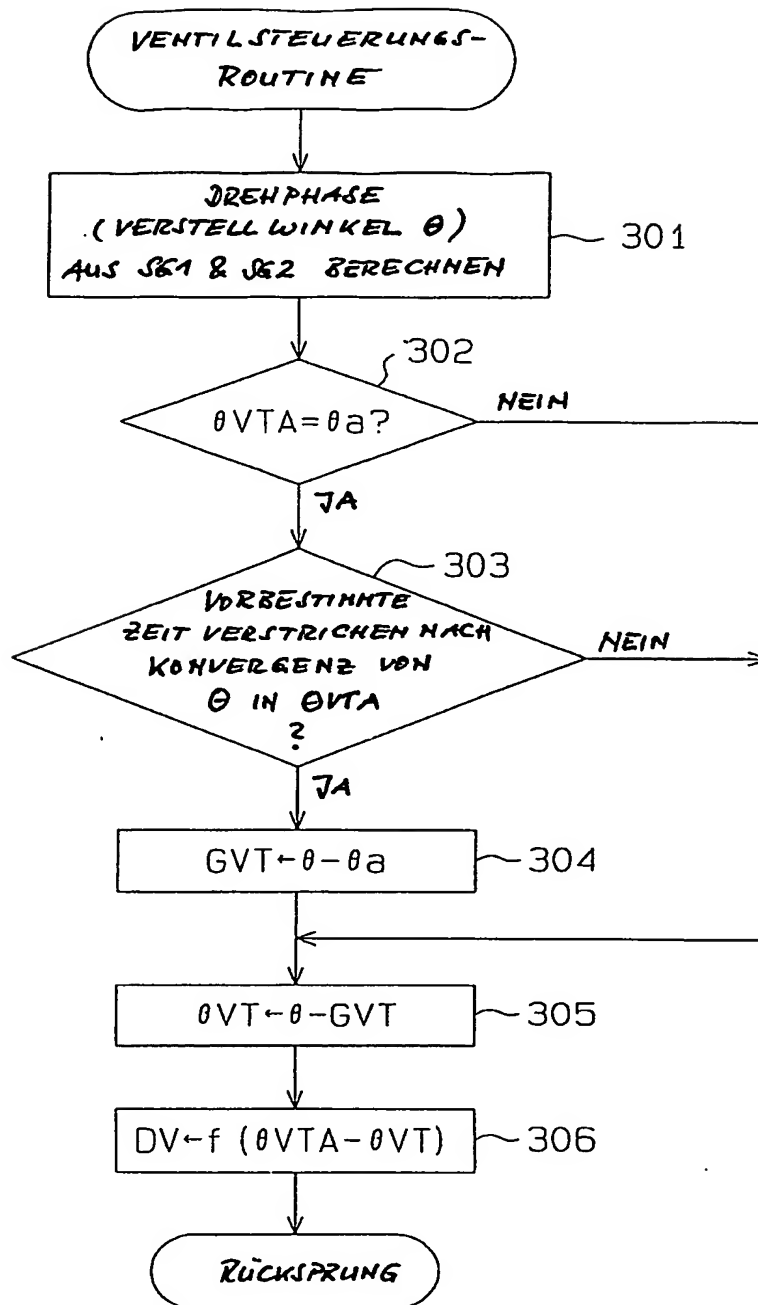 VENTILSTEUERUNGS-
ROUTINE
DREHPHASE
(VERSTELLWINKEL θ)
AUS SG1 & SG2 BERECHNEN
301
302
θVTA=θa?
NEIN
JA
303
VORBESTIMMTE
ZEIT VERSTRICHEN NACH
KONVERGENZ VON
θ IN θVTA
?
NEIN
JA
GVT←θ-θa
304
θVT←θ-GVT
305
DV←f (θVTA-θVT)
306
RÜCKSPRUNG